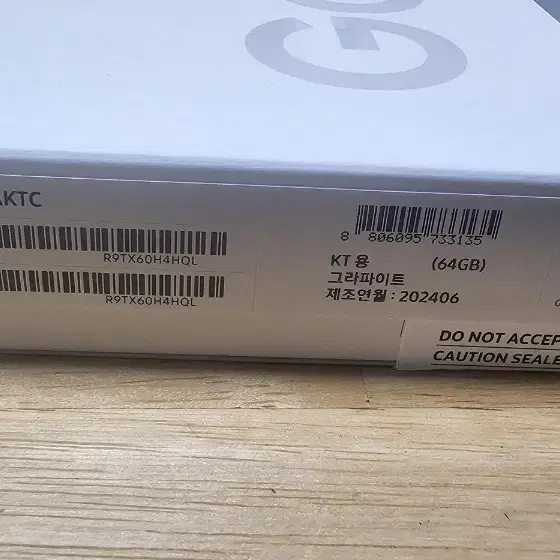 AKTC
R9TX60H4HQL
R9TX60H4HQL
8 806095 733135
KT 용 (64GB)
그라파이트
제조연월 : 202406
DO NOT ACCEP
CAUTION SEALE